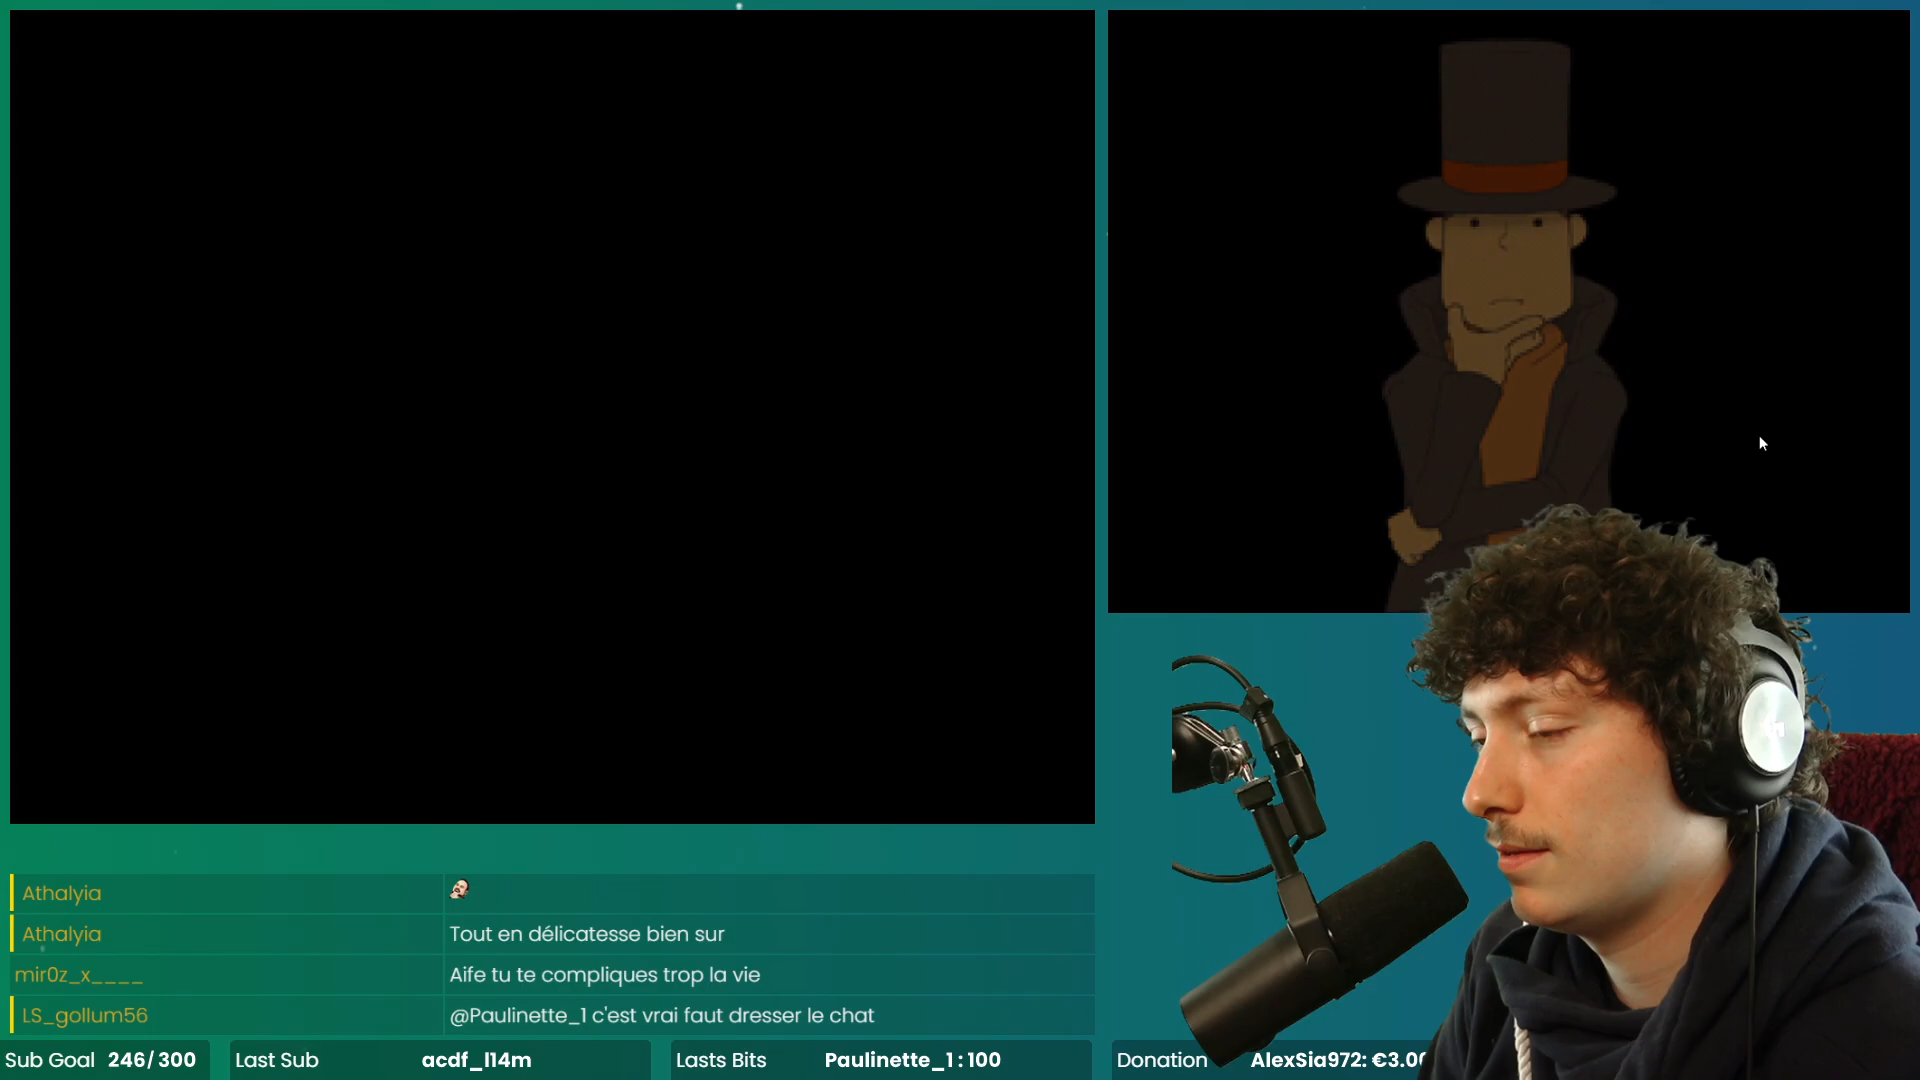 Athalyia
Athalyia Tout en délicatesse bien sur
mir0z_x____ Aife tu te compliques trop la vie
LS_gollum56 @Paulinette_1 c'est vrai faut dresser le chat
Sub Goal 246/300 Last Sub acdf_l14m Lasts Bits Paulinette_1 : 100 Donation AlexSia972: €3.00